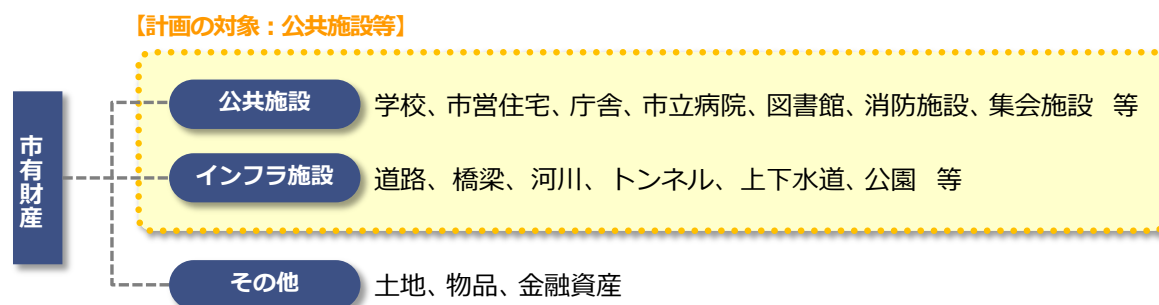 【計画の対象：公共施設等】
公共施設 学校、市営住宅、庁舎、市立病院、図書館、消防施設、集会施設 等
市有財産
インフラ施設 道路、橋梁、河川、トンネル、上下水道、公園 等
その他 土地、物品、金融資産